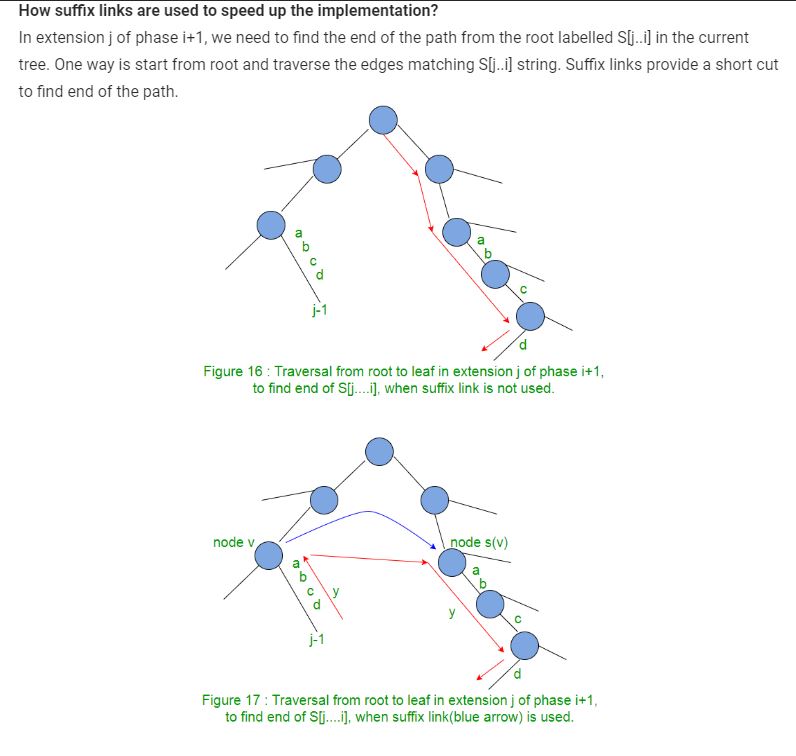 How suffix links are used to speed up the implementation?
In extension j of phase i+1, we need to find the end of the path from the root labelled S[j..i] in the current
tree. One way is start from root and traverse the edges matching S[j..i] string. Suffix links provide a short cut
to find end of the path.
a
b
c
d
j-1
a
b
c
d
Figure 16 : Traversal from root to leaf in extension j of phase i+1,
to find end of S[j....i], when suffix link is not used.
node v
node s(v)
a
b
c
d
y
j-1
a
b
y
c
d
Figure 17 : Traversal from root to leaf in extension j of phase i+1,
to find end of S[j....i], when suffix link(blue arrow) is used.